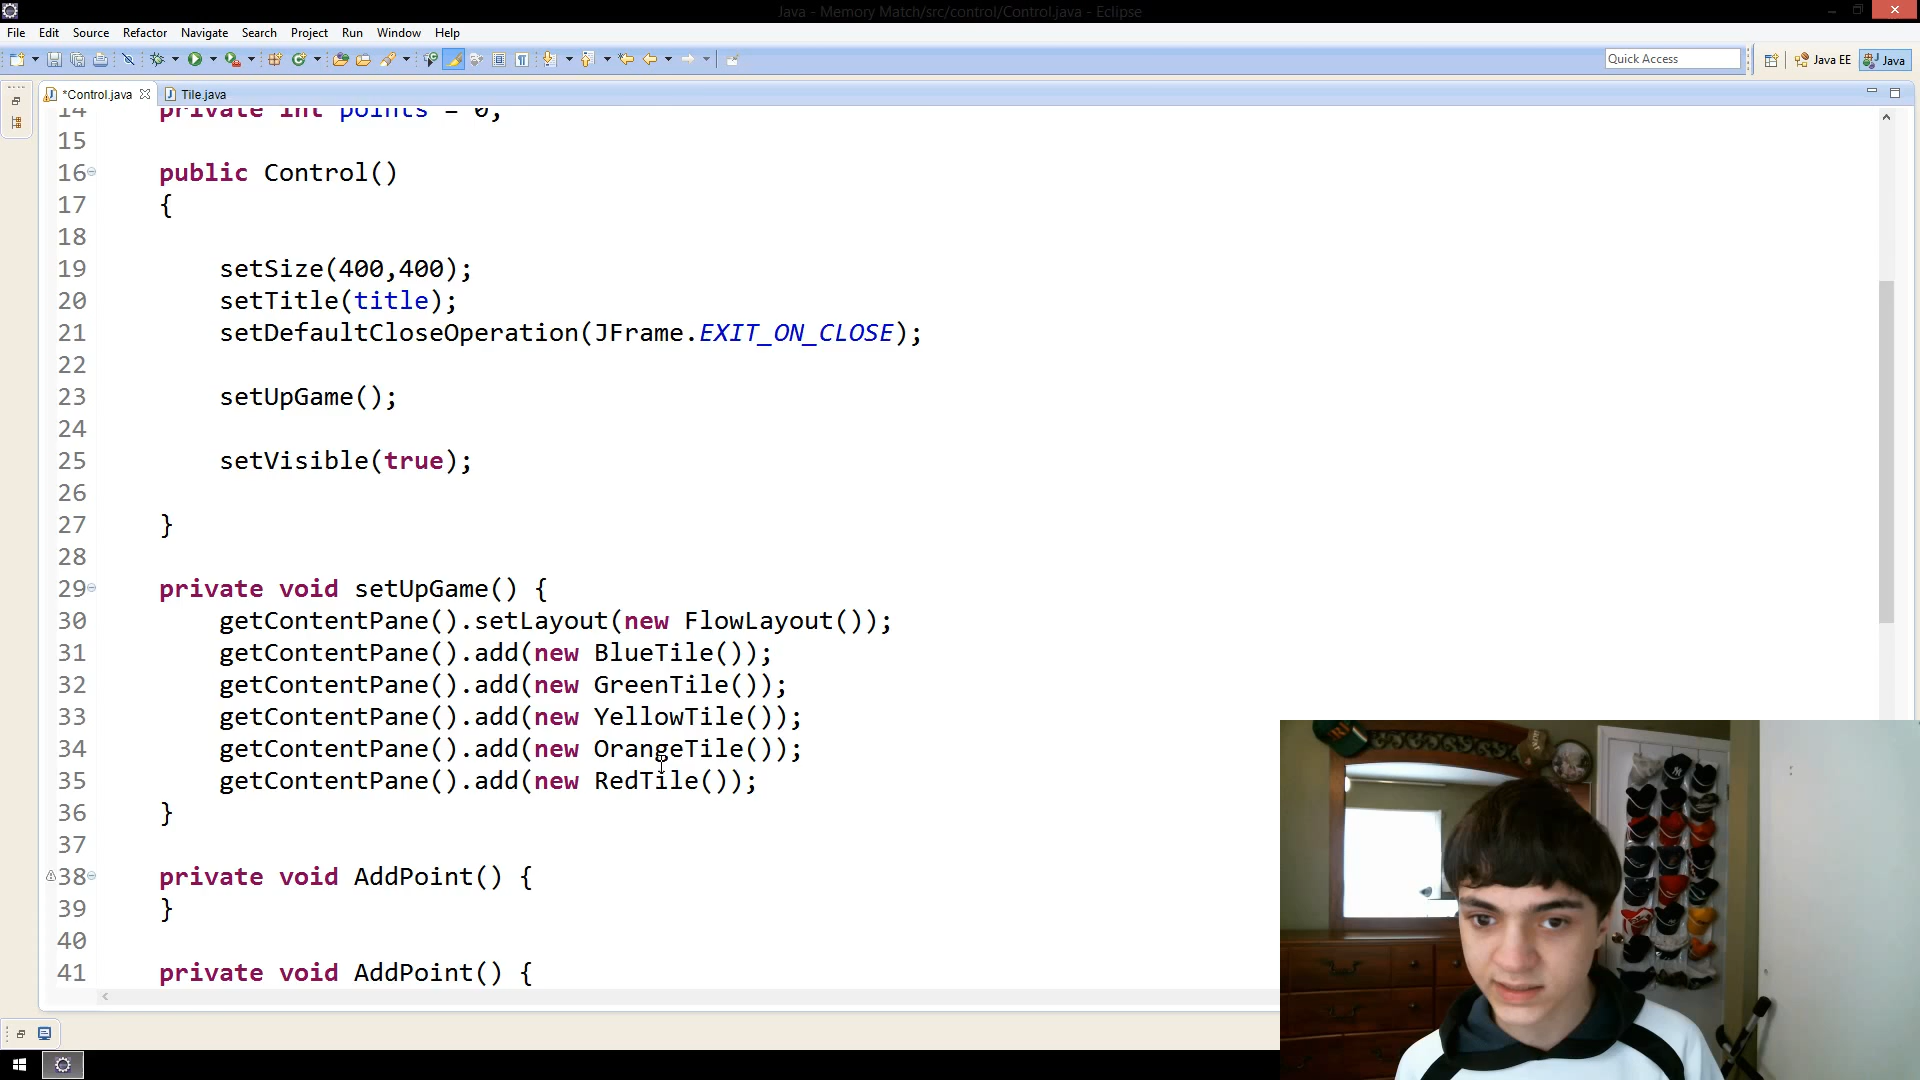 Java - Memory Match/src/control/Control.java - Eclipse
File Edit Source Refactor Navigate Search Project Run Window Help
Quick Access
Java EE
Java
*Control.java
Tile.java
14 private int points = 0;
15
16 public Control()
17 {
18
19 setSize(400,400);
20 setTitle(title);
21 setDefaultCloseOperation(JFrame.EXIT_ON_CLOSE);
22
23 setUpGame();
24
25 setVisible(true);
26
27 }
28
29 private void setUpGame() {
30 getContentPane().setLayout(new FlowLayout());
31 getContentPane().add(new BlueTile());
32 getContentPane().add(new GreenTile());
33 getContentPane().add(new YellowTile());
34 getContentPane().add(new OrangeTile());
35 getContentPane().add(new RedTile());
36 }
37
38 private void AddPoint() {
39 }
40
41 private void AddPoint() {